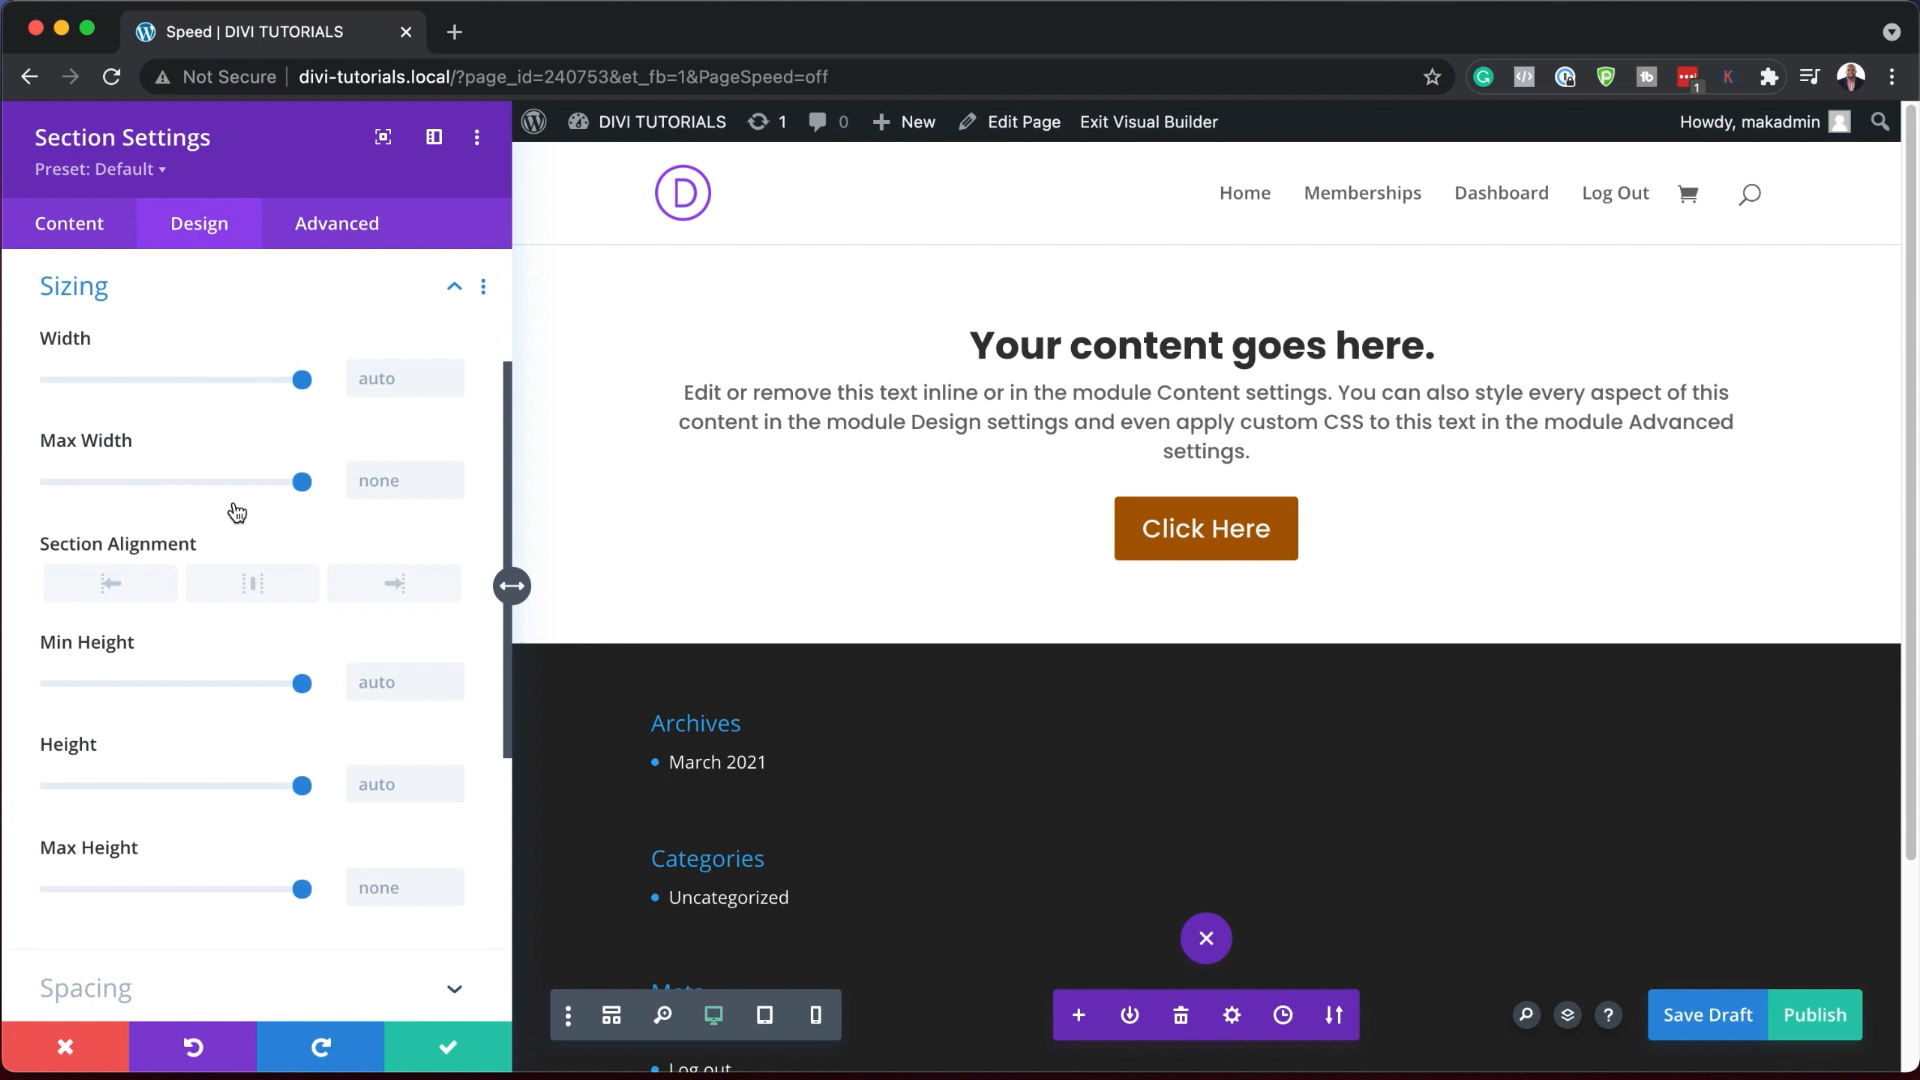 Speed | DIVI TUTORIALS
Not Secure
divi-tutorials.local/?page_id=240753&et_fb=1&PageSpeed=off
1
Section Settings
Preset: Default
Content
Design
Advanced
Sizing
Width
auto
Max Width
none
Section Alignment
Min Height
auto
Height
auto
Max Height
none
Spacing
DIVI TUTORIALS
1
0
New
Edit Page
Exit Visual Builder
Howdy, makadmin
D
Home
Memberships
Dashboard
Log Out
Your content goes here.
Edit or remove this text inline or in the module Content settings. You can also style every aspect of this
content in the module Design settings and even apply custom CSS to this text in the module Advanced
settings.
Click Here
Archives
March 2021
Categories
Uncategorized
Meta
Log out
Save Draft
Publish